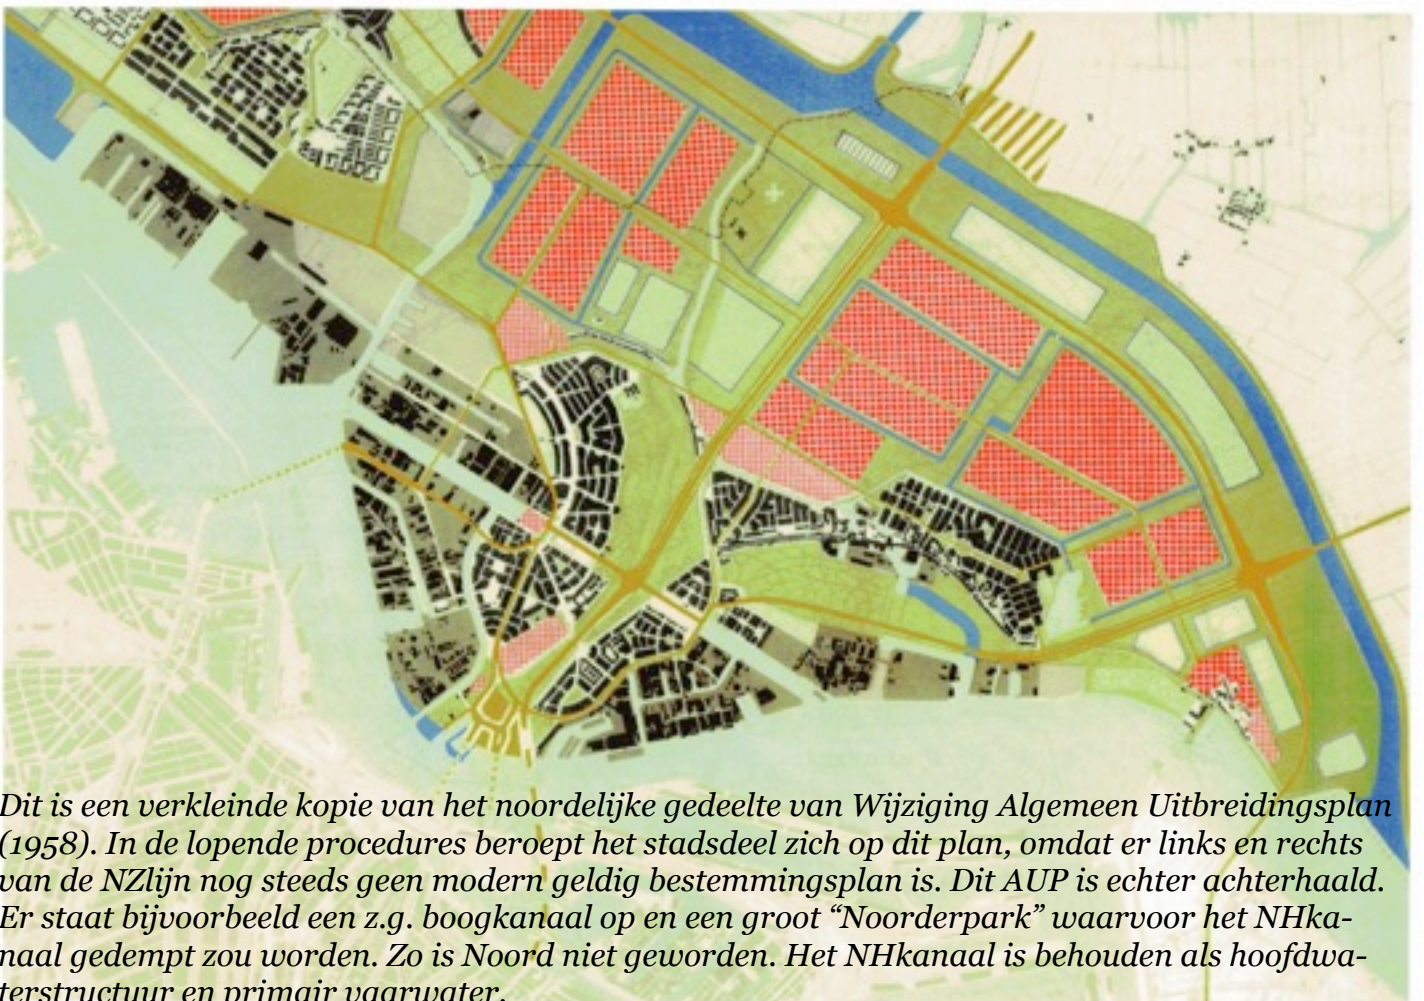 Dit is een verkleinde kopie van het noordelijke gedeelte van Wijziging Algemeen Uitbreidingsplan
(1958). In de lopende procedures beroept het stadsdeel zich op dit plan, omdat er links en rechts
van de NZlijn nog steeds geen modern geldig bestemmingsplan is. Dit AUP is echter achterhaald.
Er staat bijvoorbeeld een z.g. boogkanaal op en een groot “Noorderpark” waarvoor het NHka-
naal gedempt zou worden. Zo is Noord niet geworden. Het NHkanaal is behouden als hoofdwa-
terstructuur en primair vaarwater.